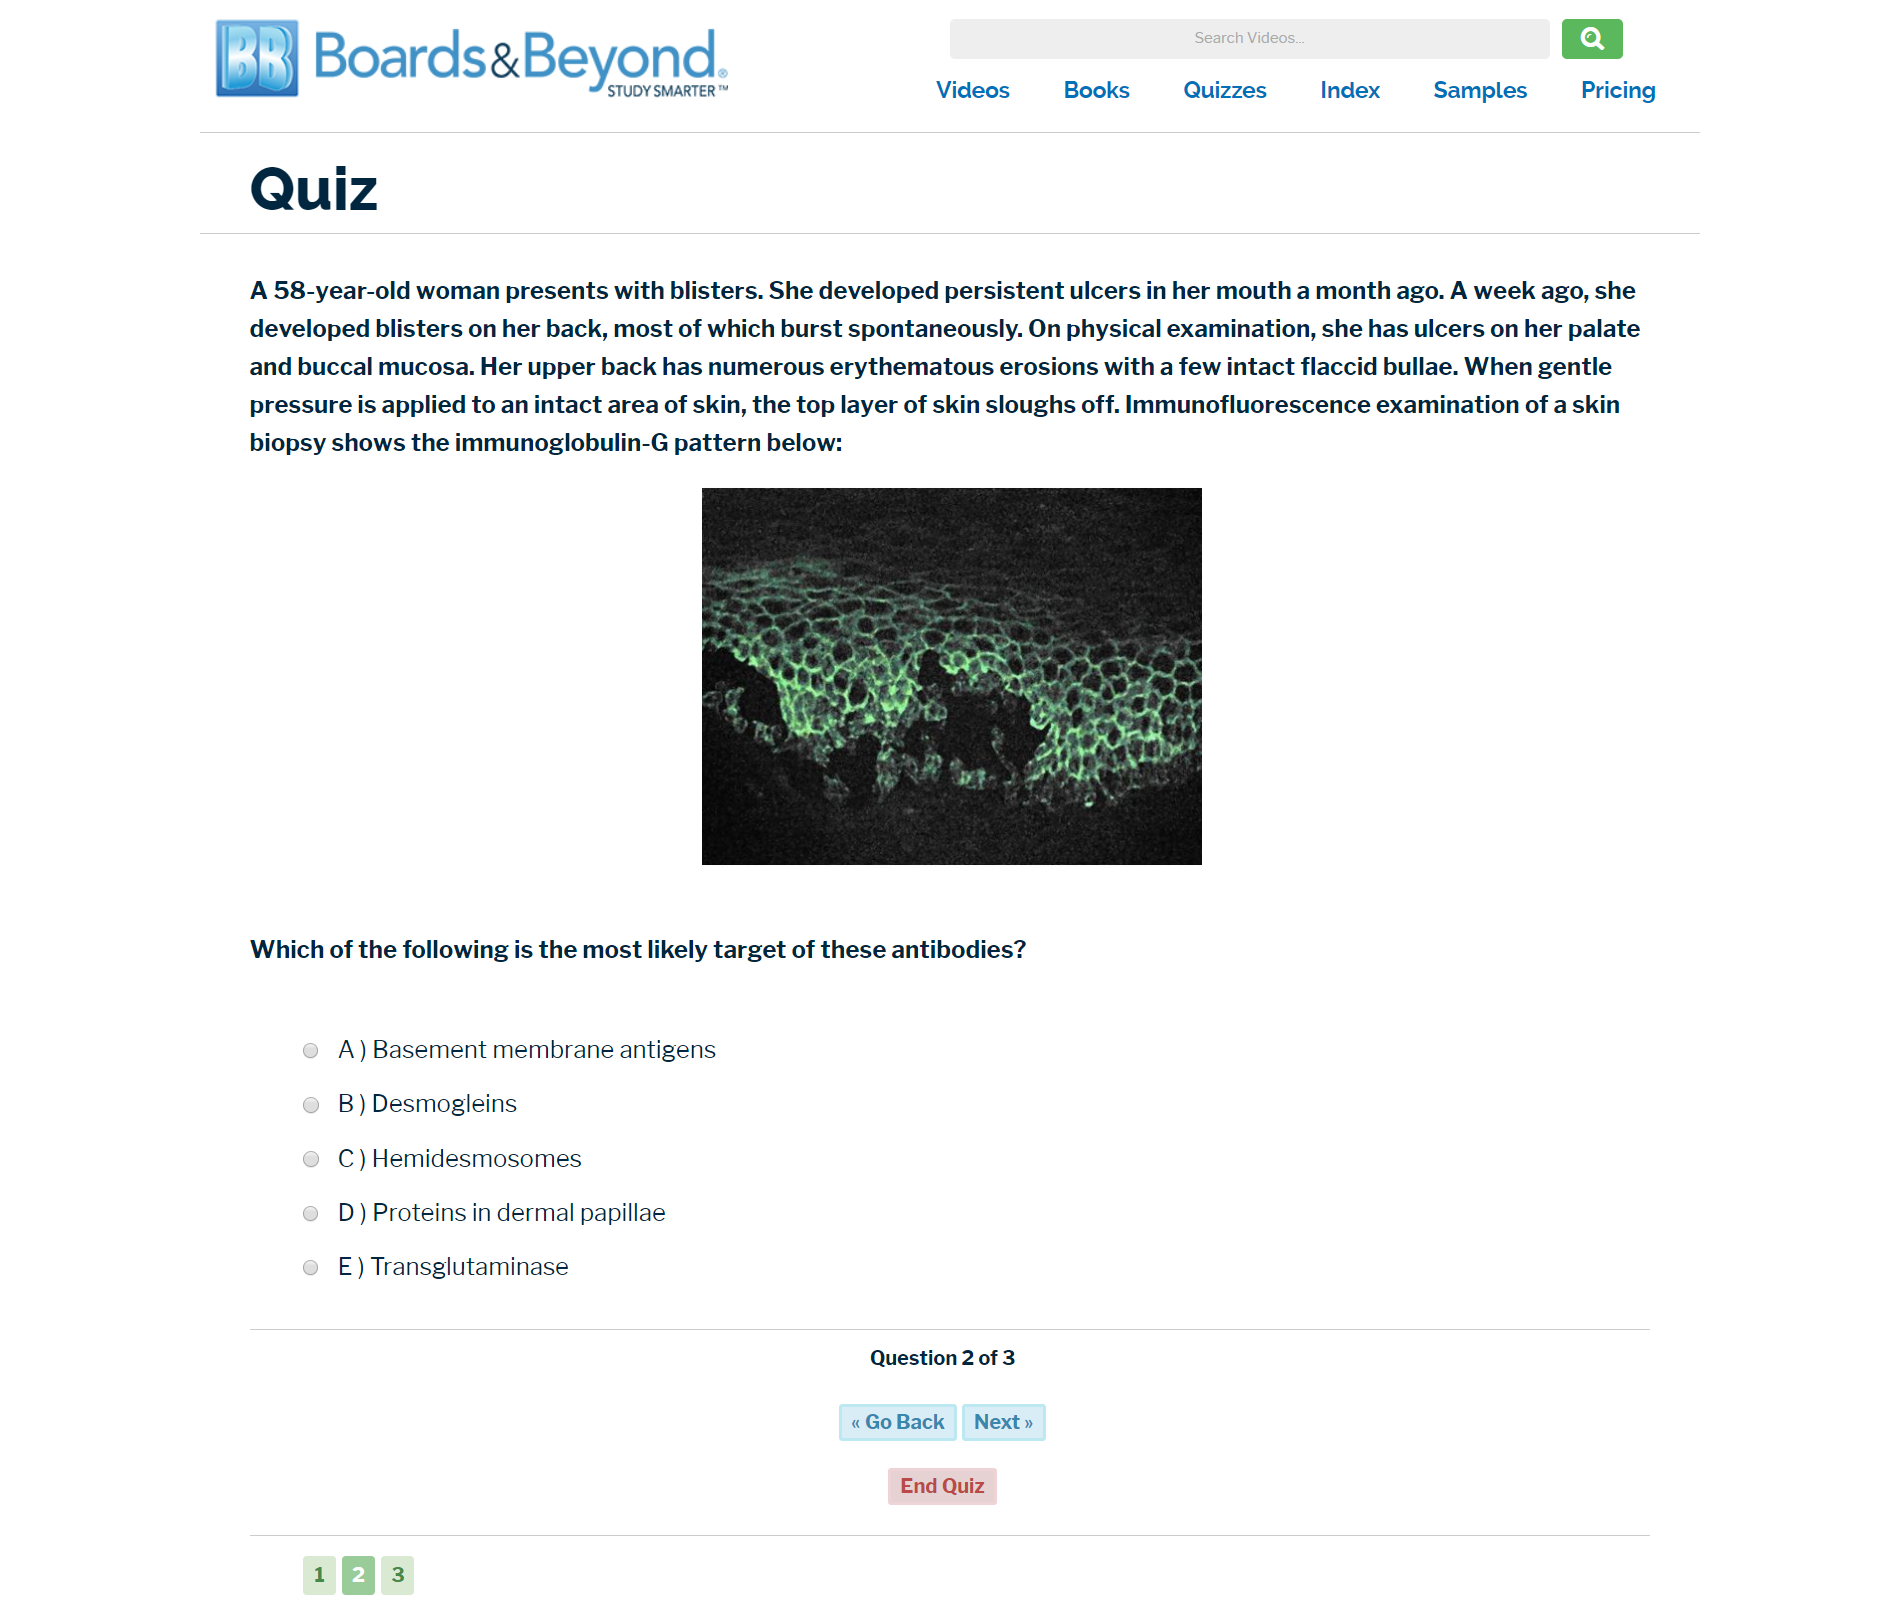 BB Boards&Beyond®
STUDY SMARTER™
Search Videos...
Videos Books Quizzes Index Samples Pricing
Quiz
A 58-year-old woman presents with blisters. She developed persistent ulcers in her mouth a month ago. A week ago, she
developed blisters on her back, most of which burst spontaneously. On physical examination, she has ulcers on her palate
and buccal mucosa. Her upper back has numerous erythematous erosions with a few intact flaccid bullae. When gentle
pressure is applied to an intact area of skin, the top layer of skin sloughs off. Immunofluorescence examination of a skin
biopsy shows the immunoglobulin-G pattern below:
Which of the following is the most likely target of these antibodies?
A ) Basement membrane antigens
B ) Desmogleins
C ) Hemidesmosomes
D ) Proteins in dermal papillae
E ) Transglutaminase
Question 2 of 3
« Go Back Next »
End Quiz
1 2 3